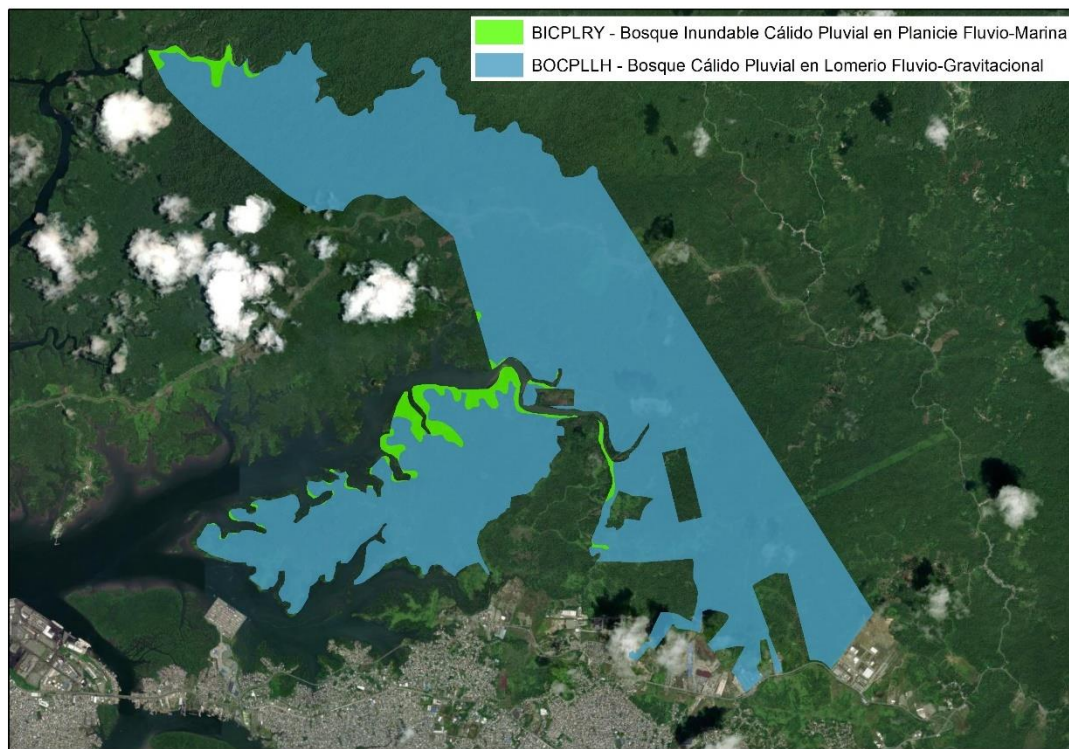 BICPLRY - Bosque Inundable Cálido Pluvial en Planicie Fluvio-Marina
BOCPLLH - Bosque Cálido Pluvial en Lomerio Fluvio-Gravitacional